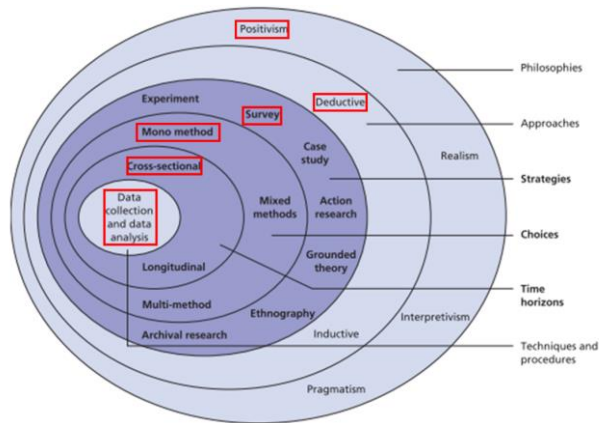 Positivism
Philosophies
Experiment
Deductive
Survey
Approaches
Mono method
Case
study
Realism
Cross-sectional
Strategies
Data
collection
and data
analysis
Mixed
methods
Action
research
Choices
Grounded
theory
Longitudinal
Time
horizons
Multi-method
Ethnography
Interpretivism
Archival research
Inductive
Techniques and
procedures
Pragmatism